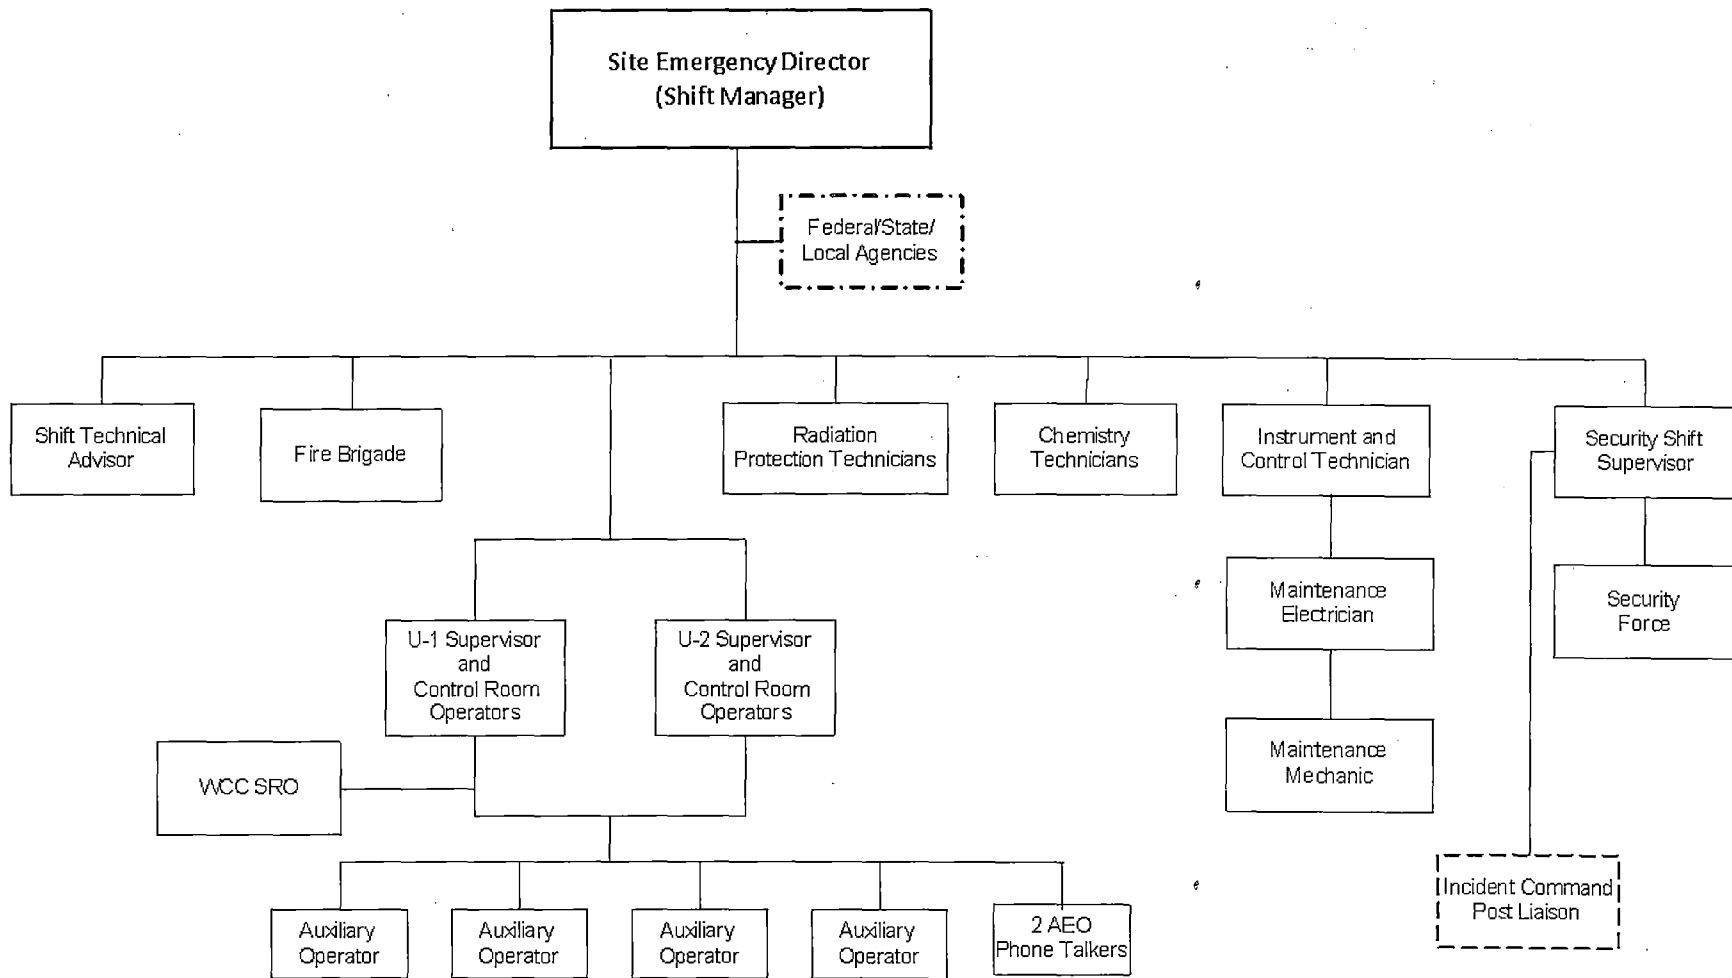 Site Emergency Director
(Shift Manager)
Federal/State/
Local Agencies
Shift Technical
Advisor
Fire Brigade
Radiation
Protection Technicians
Chemistry
Technicians
Instrument and
Control Technician
Security Shift
Supervisor
Maintenance
Electrician
Security
Force
U-1 Supervisor
and
Control Room
Operators
U-2 Supervisor
and
Control Room
Operators
Maintenance
Mechanic
WCC SRO
Incident Command
Post Liaison
Auxiliary
Operator
Auxiliary
Operator
Auxiliary
Operator
Auxiliary
Operator
2 AEO
Phone Talkers